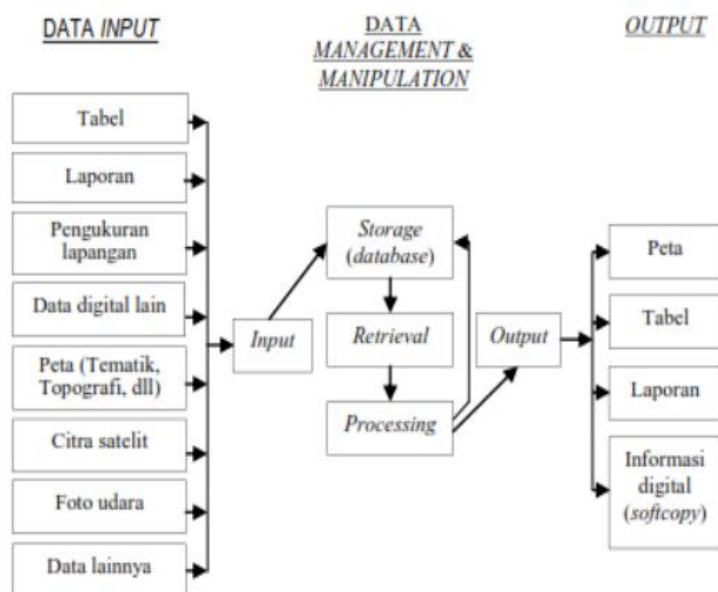 DATA INPUT
Tabel
Laporan
Pengukuran
lapangan
Data digital lain
Peta (Tematik,
Topografi, dll)
Citra satelit
Foto udara
Data lainnya
Input
DATA
MANAGEMENT &
MANIPULATION
Storage
(database)
Retrieval
Processing
OUTPUT
Output
Peta
Tabel
Laporan
Informasi
digital
(softcopy)